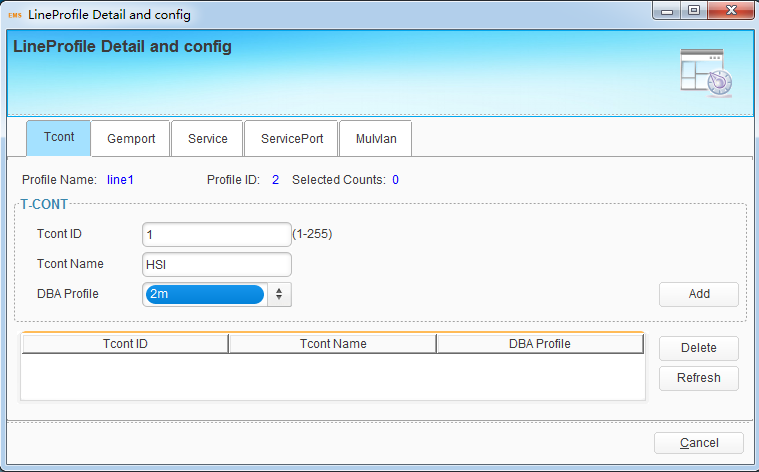 EMS LineProfile Detail and config
LineProfile Detail and config
Tcont Gemport Service ServicePort Mulvlan
Profile Name: line1 Profile ID: 2 Selected Counts: 0
T-CONT
Tcont ID 1 (1-255)
Tcont Name HSI
DBA Profile 2m Add
Tcont ID Tcont Name DBA Profile Delete
Refresh
Cancel